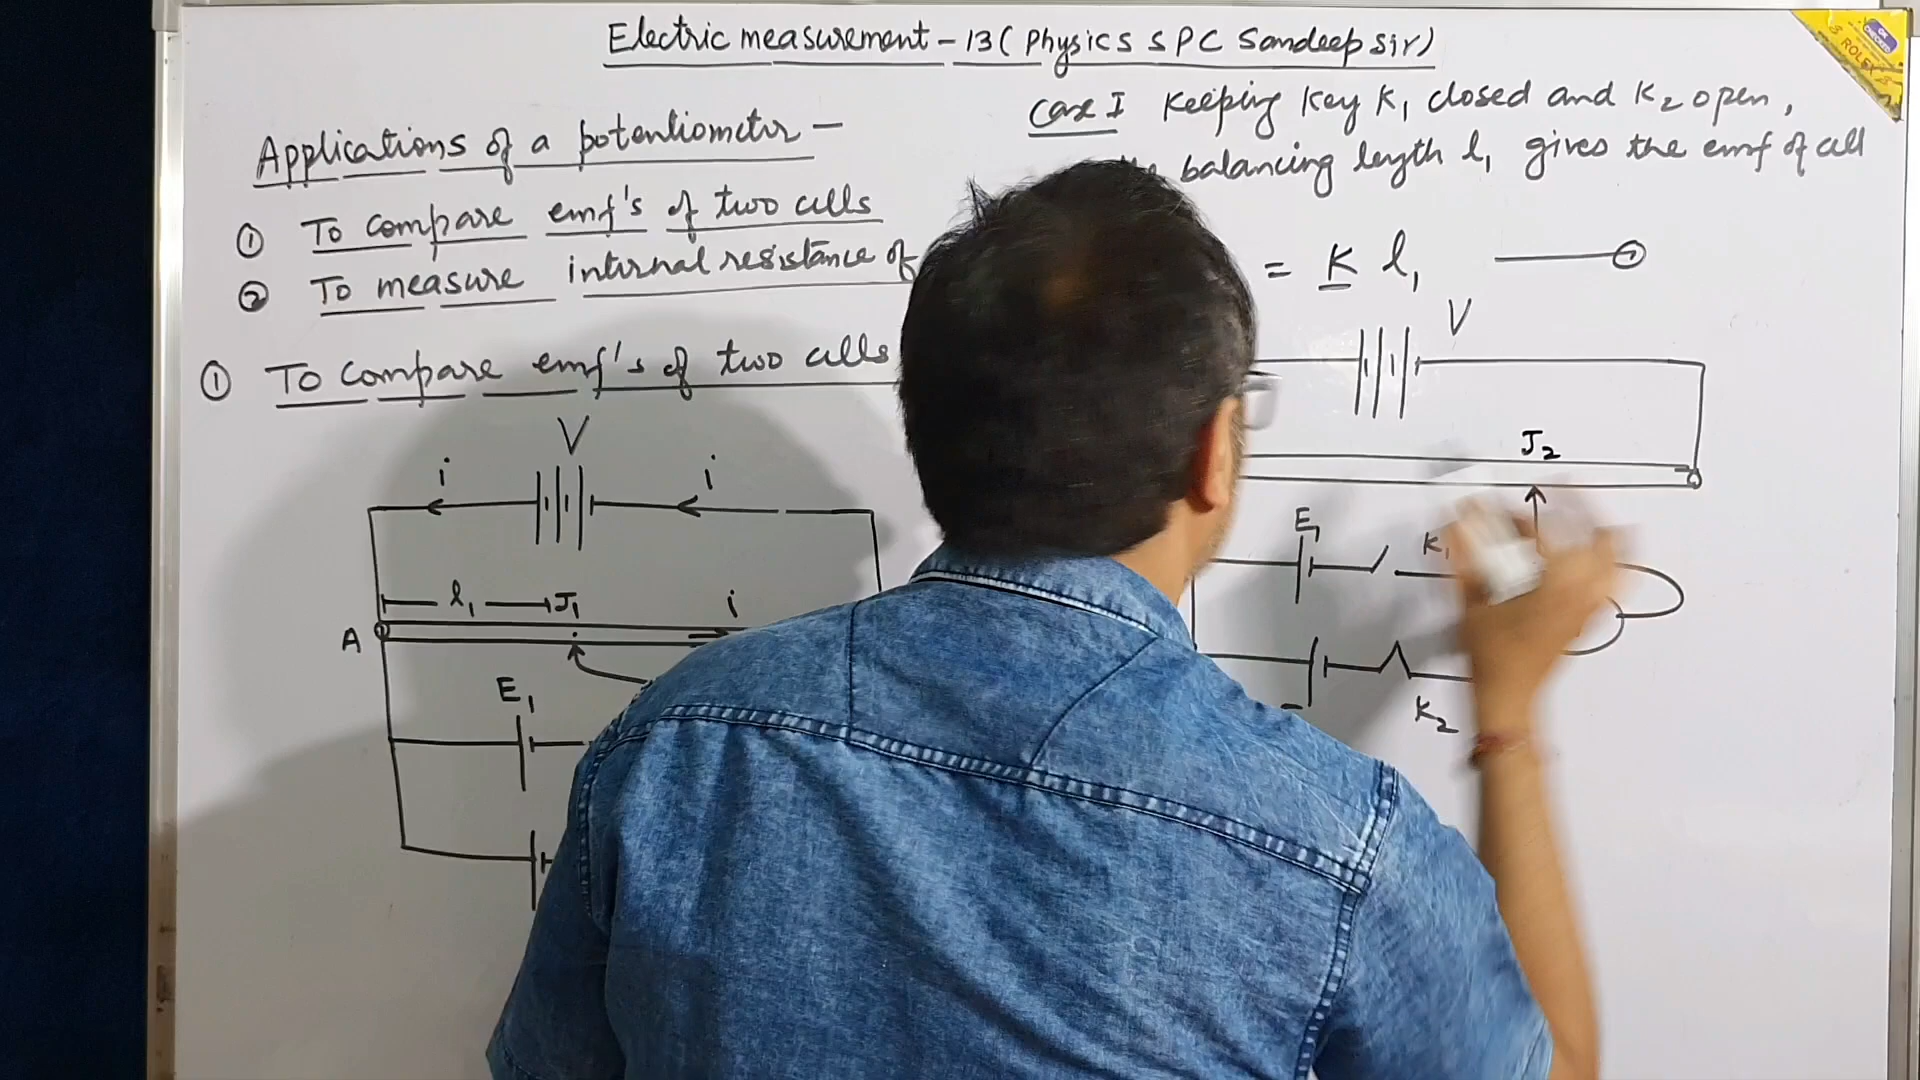 Electric measurement - 13 ( Physics SPC Sandeep Sir)
Applications of a potentiometer -
① To compare emf's of two cells
② To measure internal resistance of
① To compare emf's of two cells
V
i
i
l₁
J₁
i
A
E₁
Case I Keeping Key K₁ closed and K₂ open,
balancing length l₁ gives the emf of cell
= K l₁
V
J₂
E₁
K₁
K₂
ROLEX